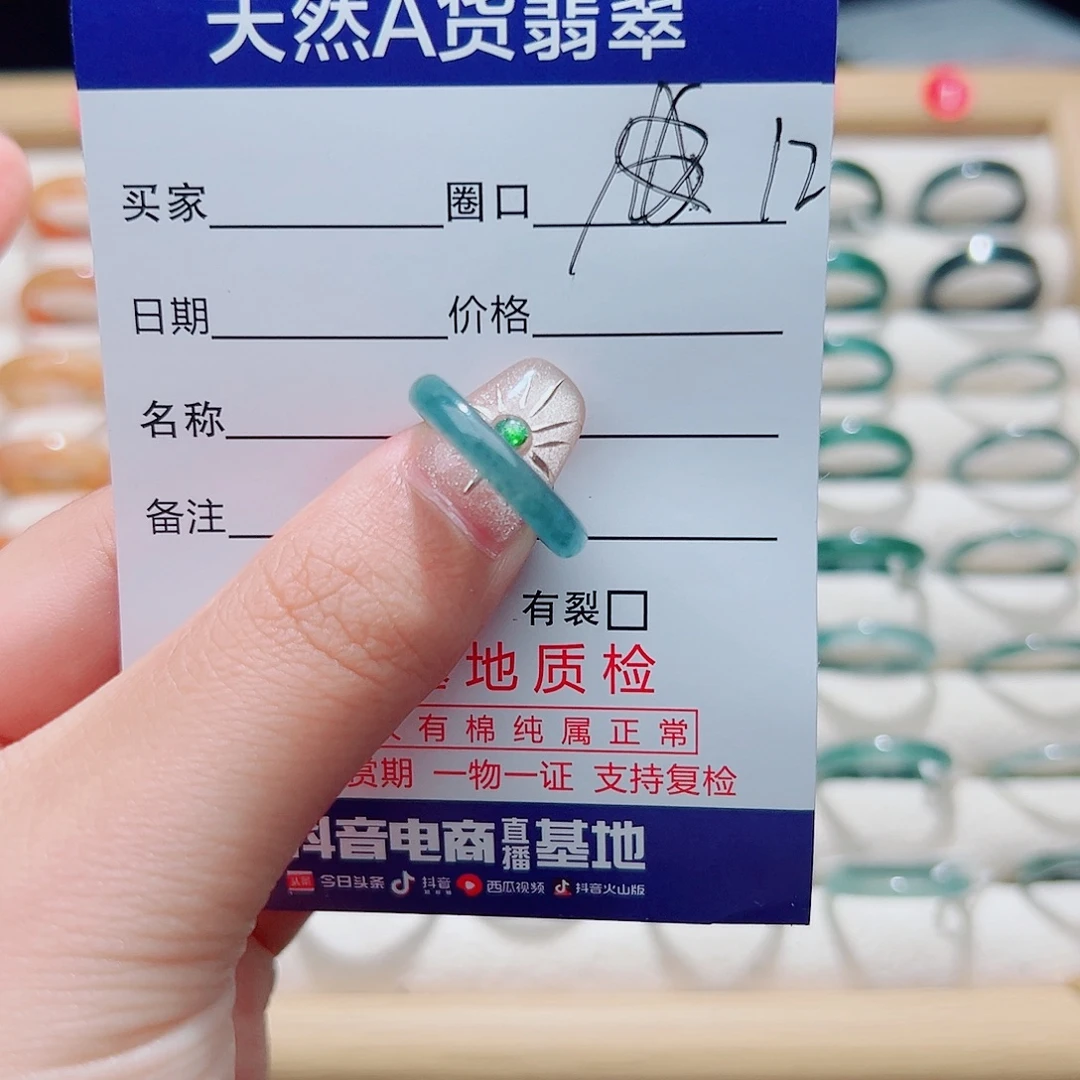 天然A货翡翠
买家 圈口 12
日期 价格
名称
备注
有裂□
地质检
有棉纯属正常
赏期 一物一证 支持复检
抖音电商直播基地
今日头条 抖音 西瓜视频 抖音火山版